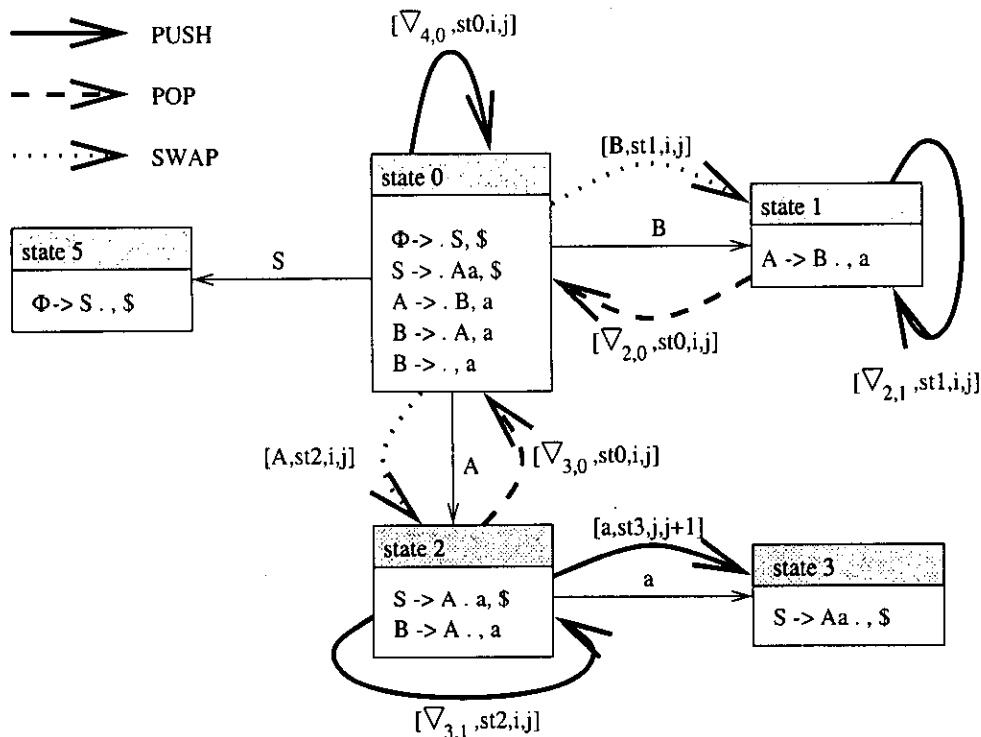 PUSH
POP
SWAP
[▽4,0 ,st0,i,j]
state 0
Φ-> . S, $
S -> . Aa, $
A -> . B, a
B -> . A, a
B -> . , a
[B,st1,i,j]
B
state 1
A -> B . , a
[▽2,0 ,st0,i,j]
[▽2,1 ,st1,i,j]
S
state 5
Φ-> S . , $
[A,st2,i,j]
A
[▽3,0 ,st0,i,j]
state 2
S -> A . a, $
B -> A . , a
[a,st3,j,j+1]
a
state 3
S -> Aa . , $
[▽3,1 ,st2,i,j]